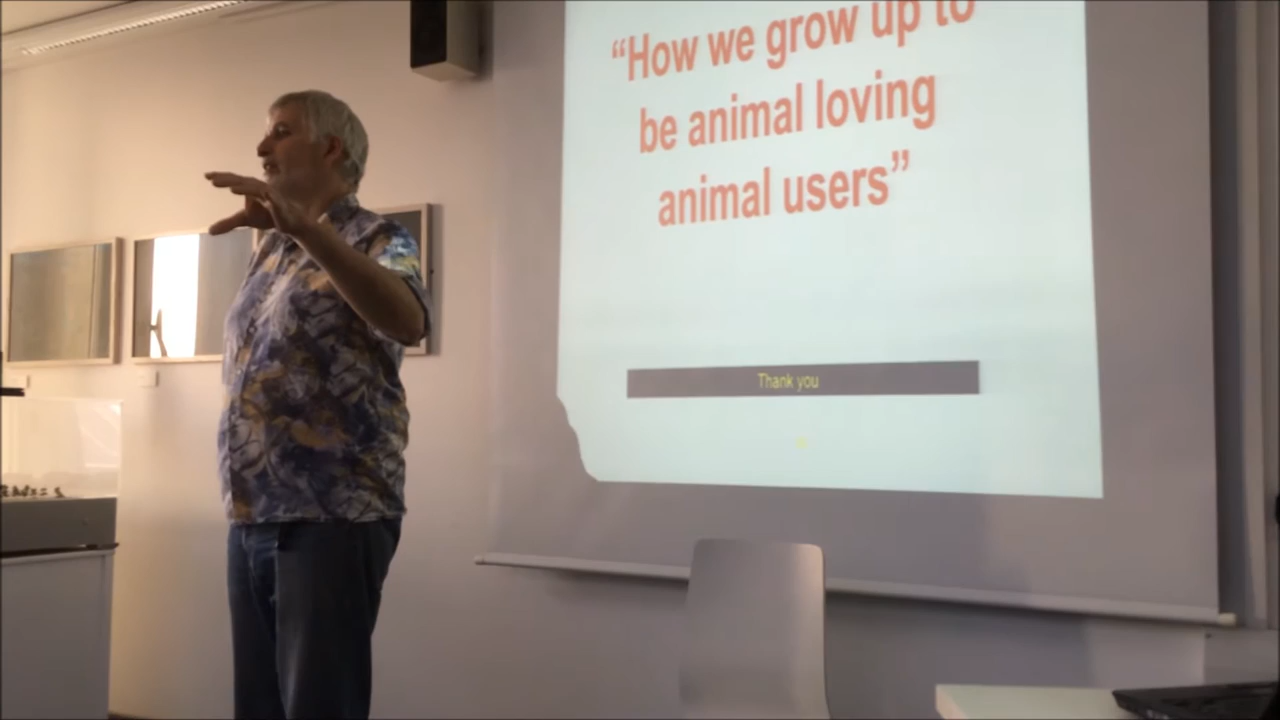 “How we grow up to
be animal loving
animal users”
Thank you